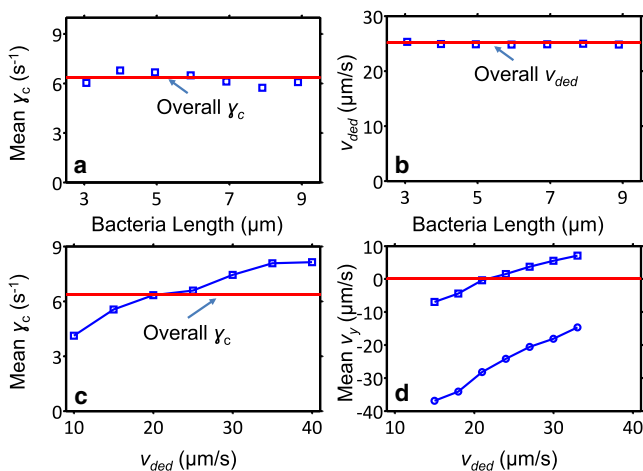 9
6
3
0
Mean γc (s-1)
Overall γc
a
3
5
7
9
Bacteria Length (μm)
30
20
10
0
vded (μm/s)
Overall vded
b
3
5
7
9
Bacteria Length (μm)
9
6
3
0
Mean γc (s-1)
Overall γc
c
10
20
30
40
vded (μm/s)
10
0
-10
-20
-30
-40
Mean vy (μm/s)
d
10
20
30
40
vded (μm/s)